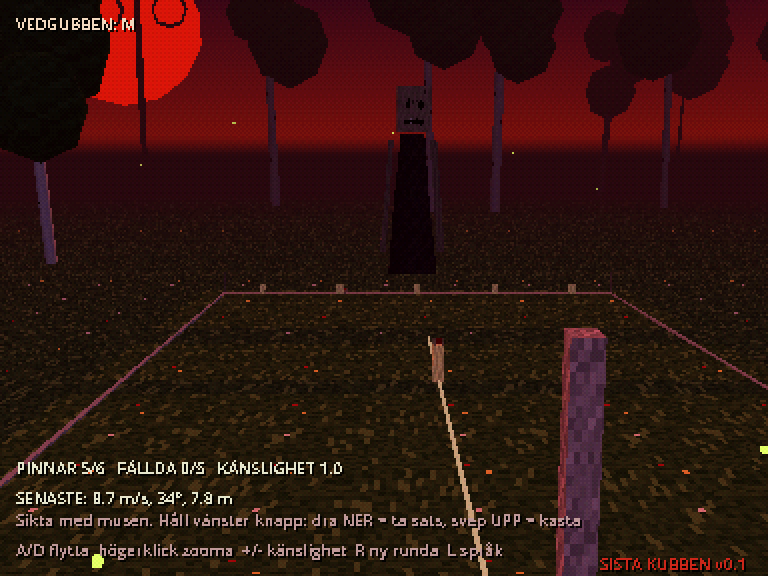 VEDGUBBEN: M
PINNAR 5/6 FÄLLDA 0/5 KÄNSLIGHET 1.0
SENASTE: 8.7 m/s, 34°, 7.8 m
Sikta med musen. Håll vänster knapp: dra NER = ta sats, svep UPP = kasta
A/D flytta högerklick zooma +/- känslighet R ny runda L språk
SISTA KUBBEN v0.1